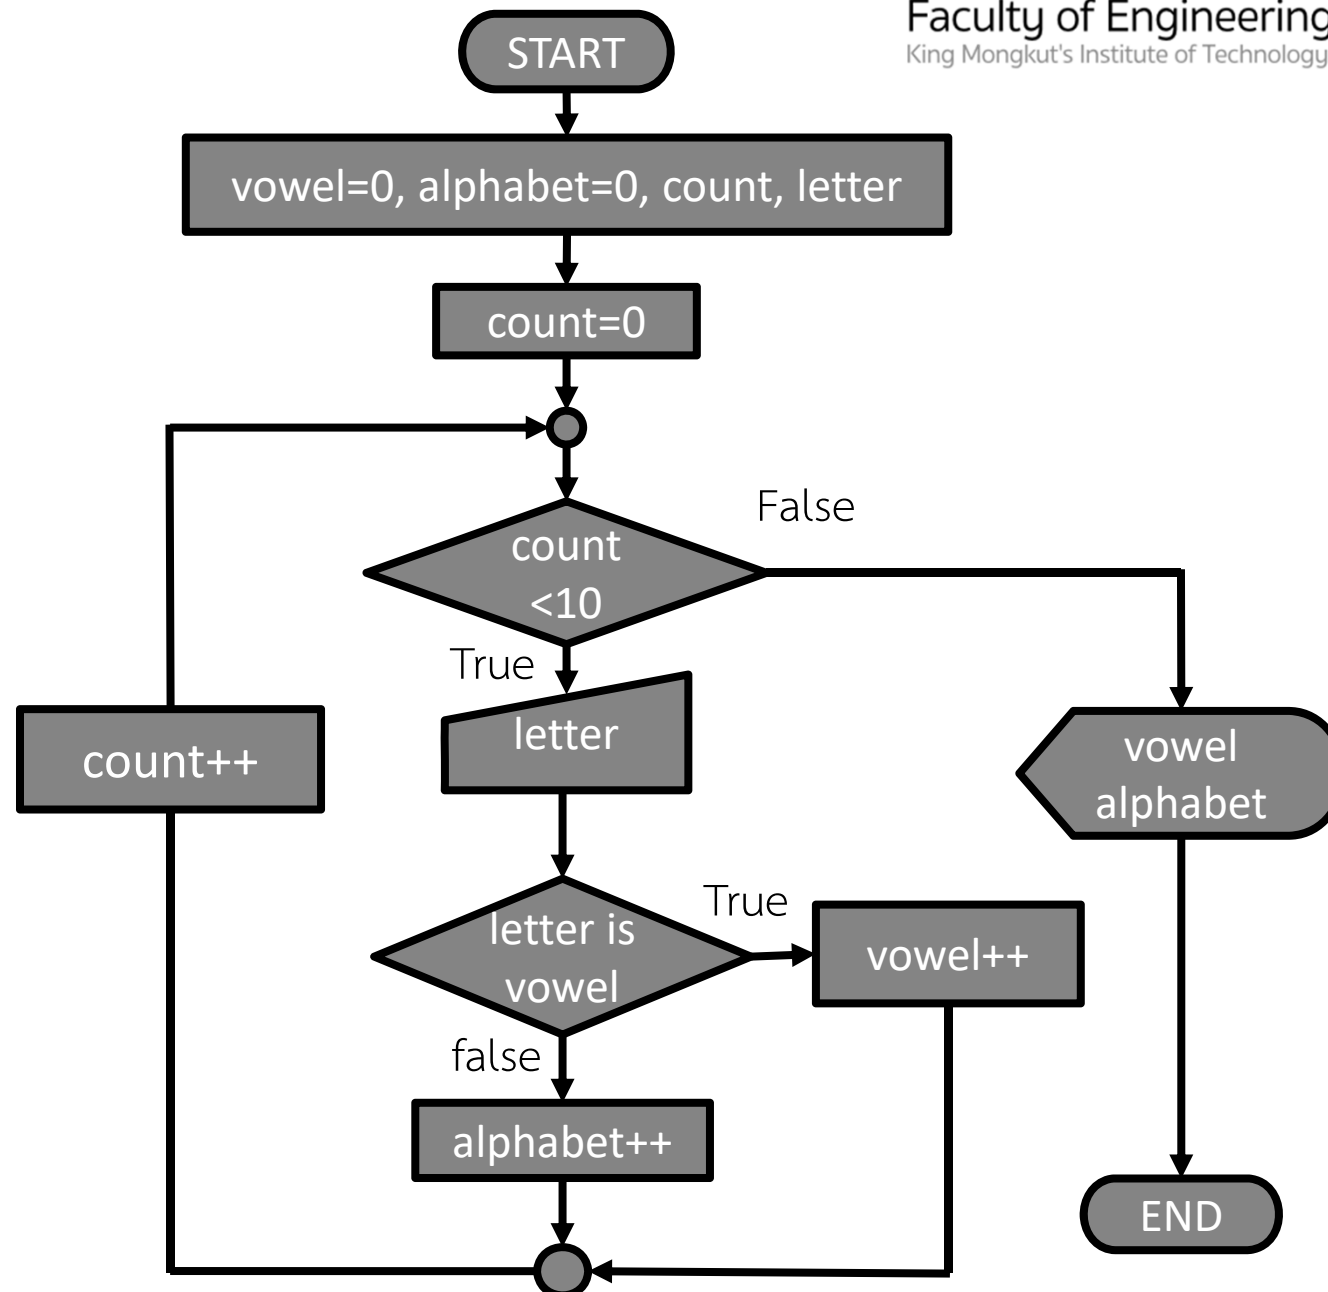 Faculty of Engineering
King Mongkut's Institute of Technology
START
vowel=0, alphabet=0, count, letter
count=0
count
<10
False
True
letter
count++
vowel
alphabet
letter is
vowel
True
vowel++
false
alphabet++
END